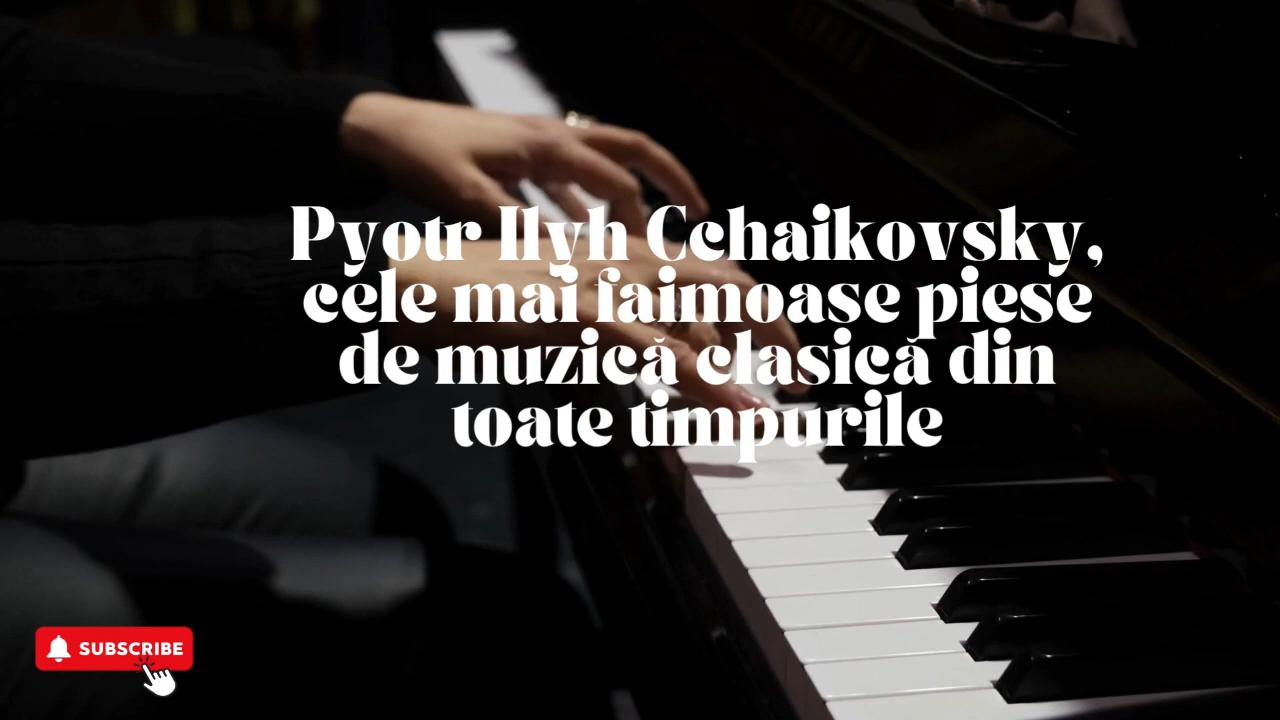 Pyotr Ilyh Cchaikovsky,
cele mai faimoase piese
de muzică clasică din
toate timpurile
SUBSCRIBE